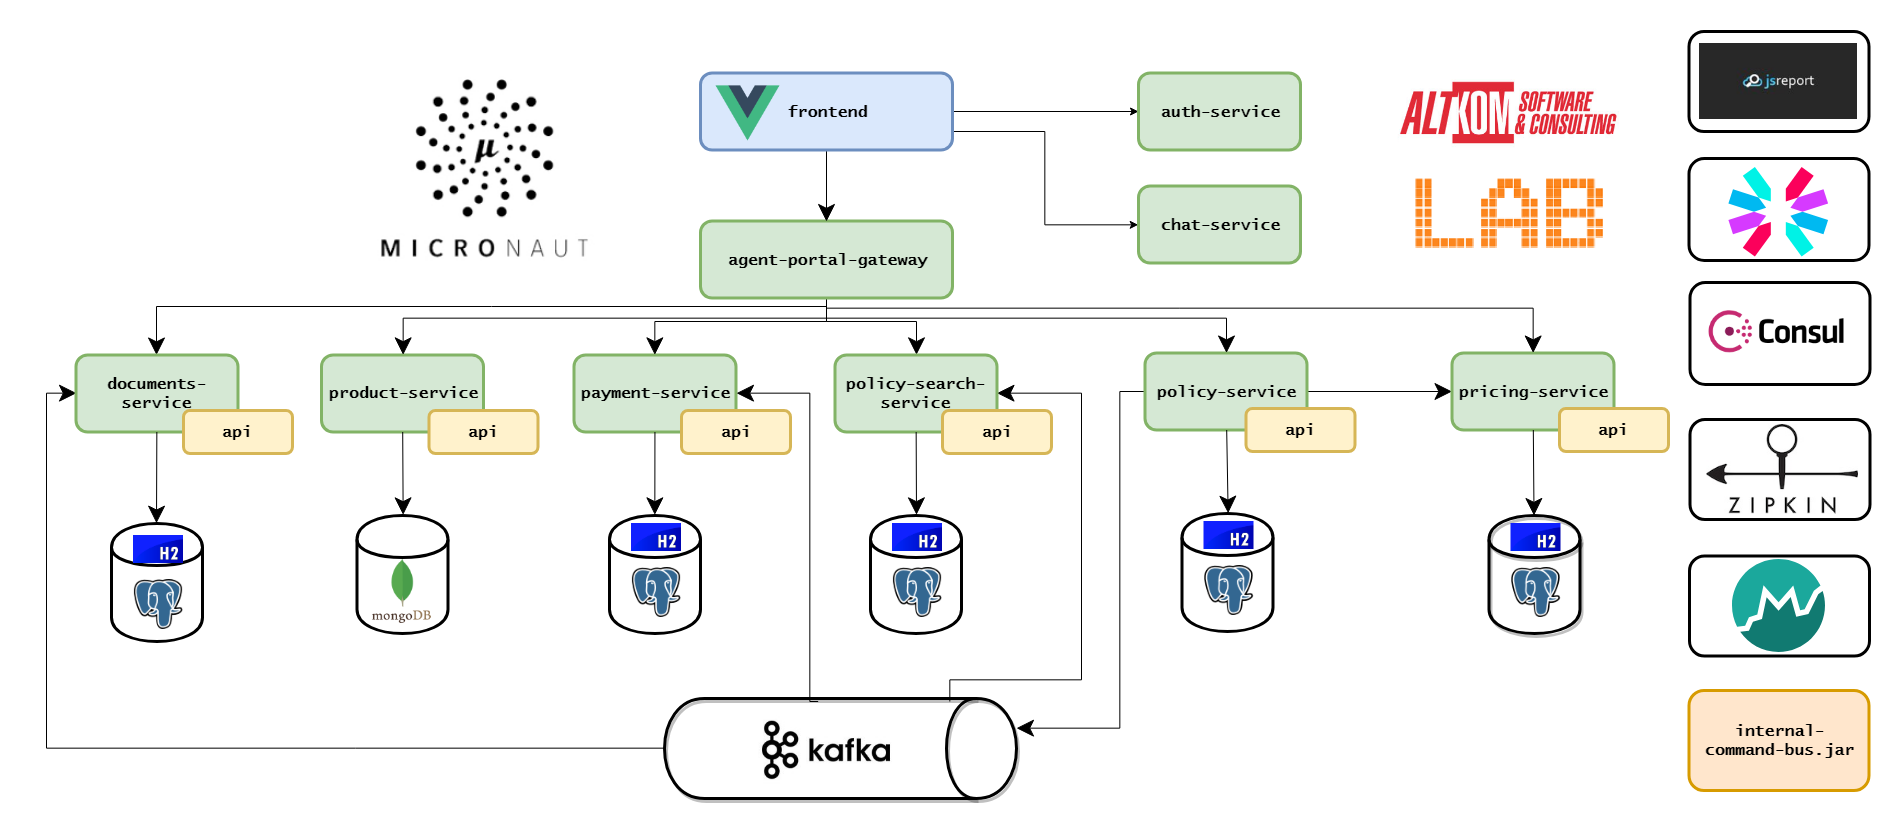 frontend
auth-service
ALTKOM SOFTWARE
& CONSULTING
jsreport
µ
MICRONAUT
LAB
chat-service
agent-portal-gateway
Consul
documents-
service
api
product-service
api
payment-service
api
policy-search-
service
api
policy-service
api
pricing-service
api
ZIPKIN
H2
mongoDB
H2
H2
H2
H2
kafka
internal-
command-bus.jar